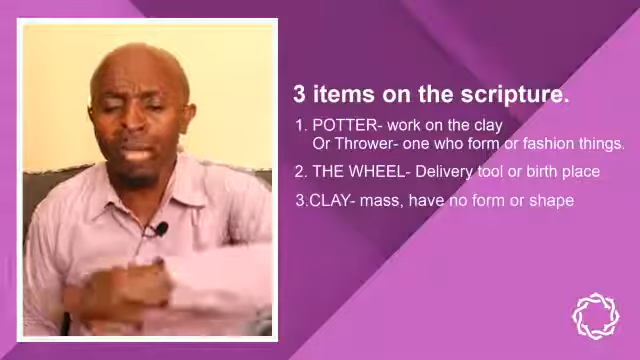 3 items on the scripture.
1. POTTER- work on the clay
Or Thrower- one who form or fashion things.
2. THE WHEEL- Delivery tool or birth place
3.CLAY- mass, have no form or shape